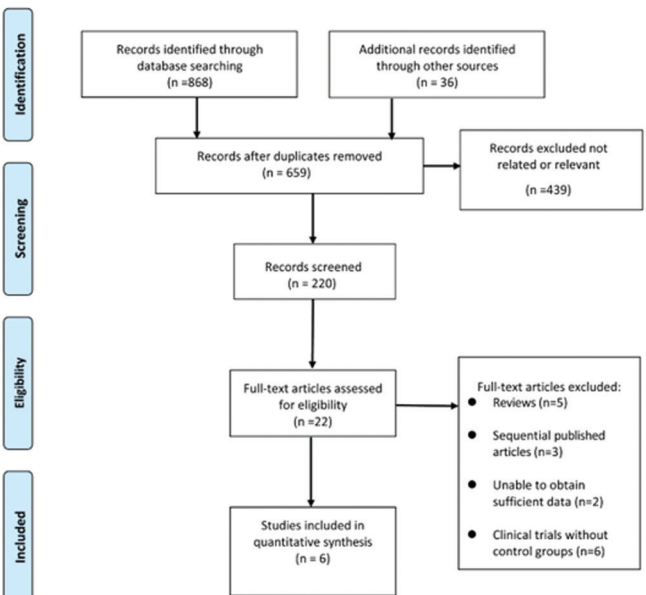 Identification
Records identified through
database searching
(n =868)
Additional records identified
through other sources
(n = 36)
Records after duplicates removed
(n = 659)
Records excluded not
related or relevant
(n =439)
Screening
Records screened
(n = 220)
Eligibility
Full-text articles assessed
for eligibility
(n =22)
Full-text articles excluded:
● Reviews (n=5)
● Sequential published
articles (n=3)
● Unable to obtain
sufficient data (n=2)
● Clinical trials without
control groups (n=6)
Included
Studies included in
quantitative synthesis
(n = 6)